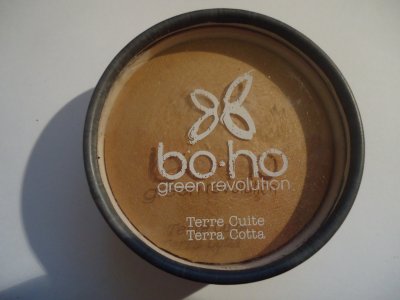 bo·ho
green revolution
Terre Cuite
Terra Cotta